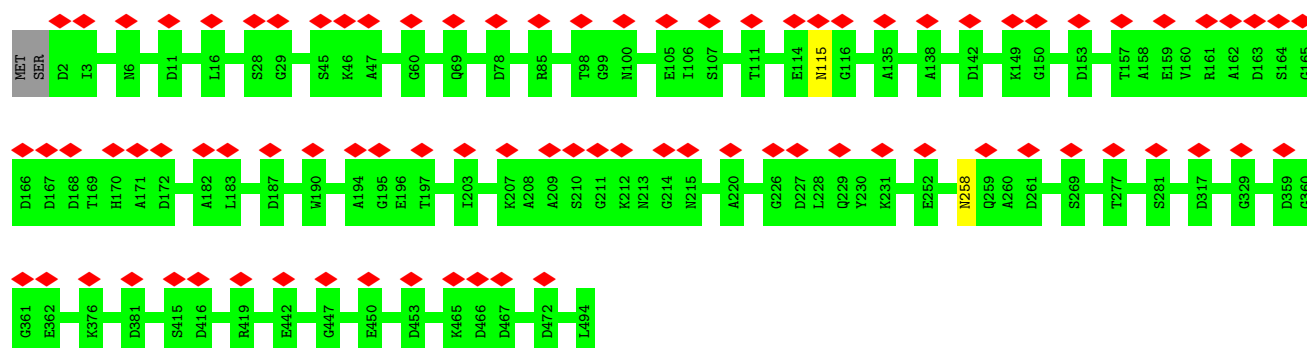 MET SER D2 I3 N6 D11 L16 S28 G29 S45 K46 A47 G60 Q69 D78 R85 T98 G99 N100 E105 I106 S107 T111 E114 N115 G116 A135 A138 D142 K149 G150 D153 T157 A158 E159 V160 R161 A162 D163 S164 G165
D166 D167 D168 T169 H170 A171 D172 A182 L183 D187 W190 A194 G195 E196 T197 I203 K207 A208 A209 S210 G211 K212 N213 G214 N215 A220 G226 D227 L228 Q229 Y230 K231 E252 N258 Q259 A260 D261 S269 T277 S281 D317 G329 D359 G360
G361 E362 K376 D381 S415 D416 R419 E442 G447 E450 D453 K465 D466 D467 D472 L494